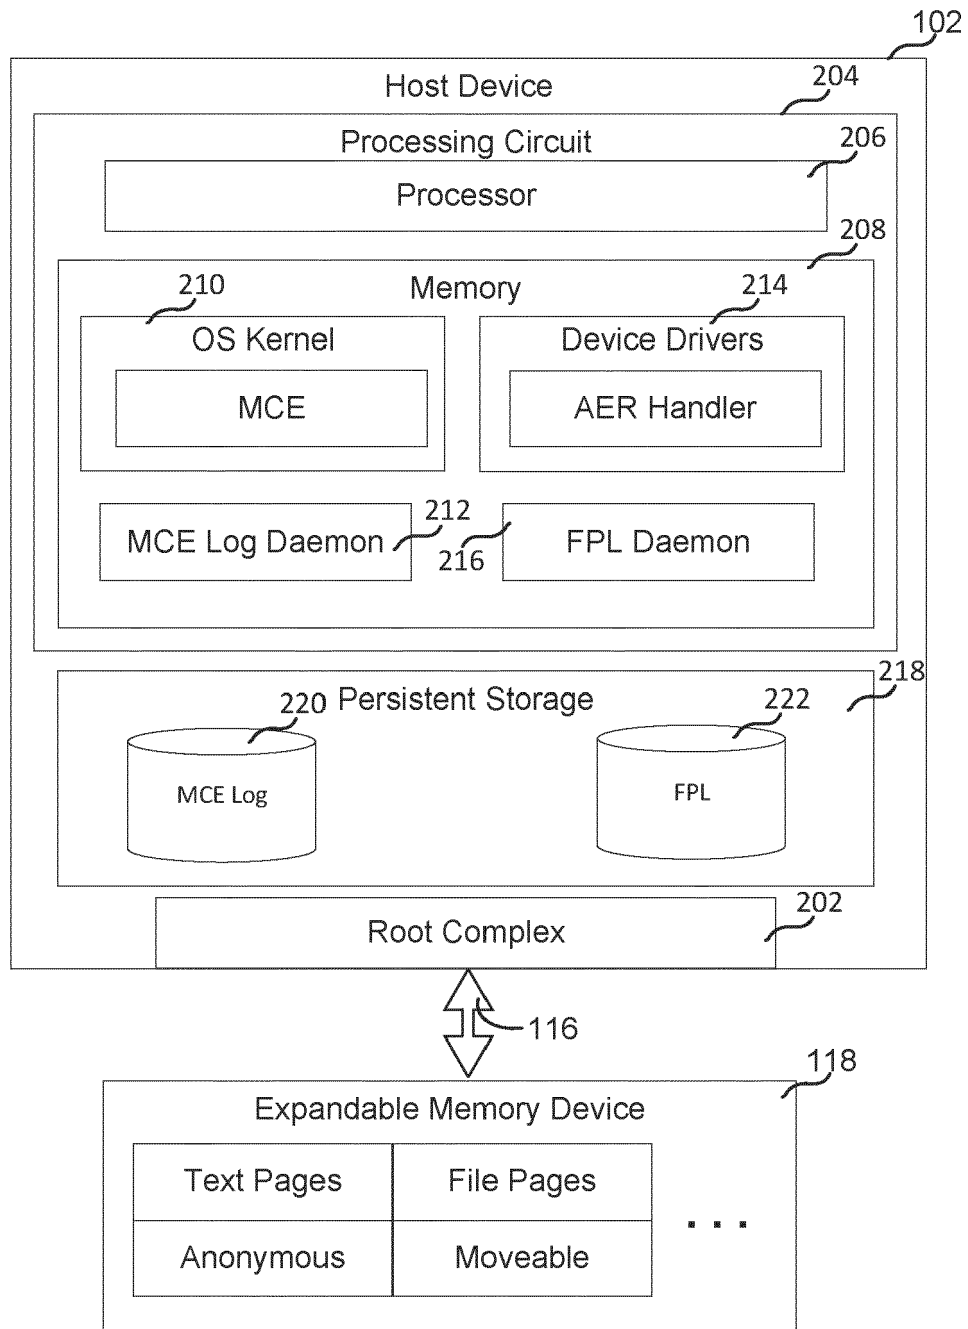 102
Host Device
204
Processing Circuit
206
Processor
208
Memory
210
214
OS Kernel
Device Drivers
MCE
AER Handler
MCE Log Daemon
212
216
FPL Daemon
218
Persistent Storage
220
222
MCE Log
FPL
202
Root Complex
116
118
Expandable Memory Device
Text Pages
File Pages
Anonymous
Moveable
...